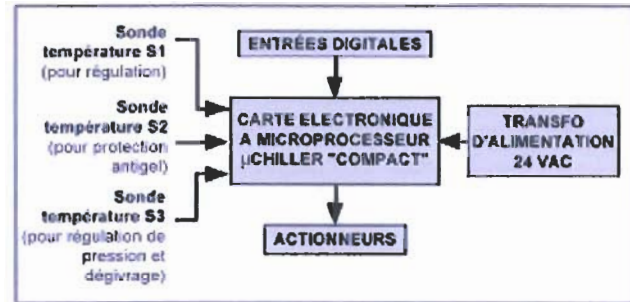 Sonde
température S1
(pour régulation)
Sonde
température S2
(pour protection
antigel)
Sonde
température S3
(pour régulation de
pression et
dégivrage)
ENTRÉES DIGITALES
CARTE ELECTRONIQUE
A MICROPROCESSEUR
µCHILLER "COMPACT"
TRANSFO
D'ALIMENTATION
24 VAC
ACTIONNEURS